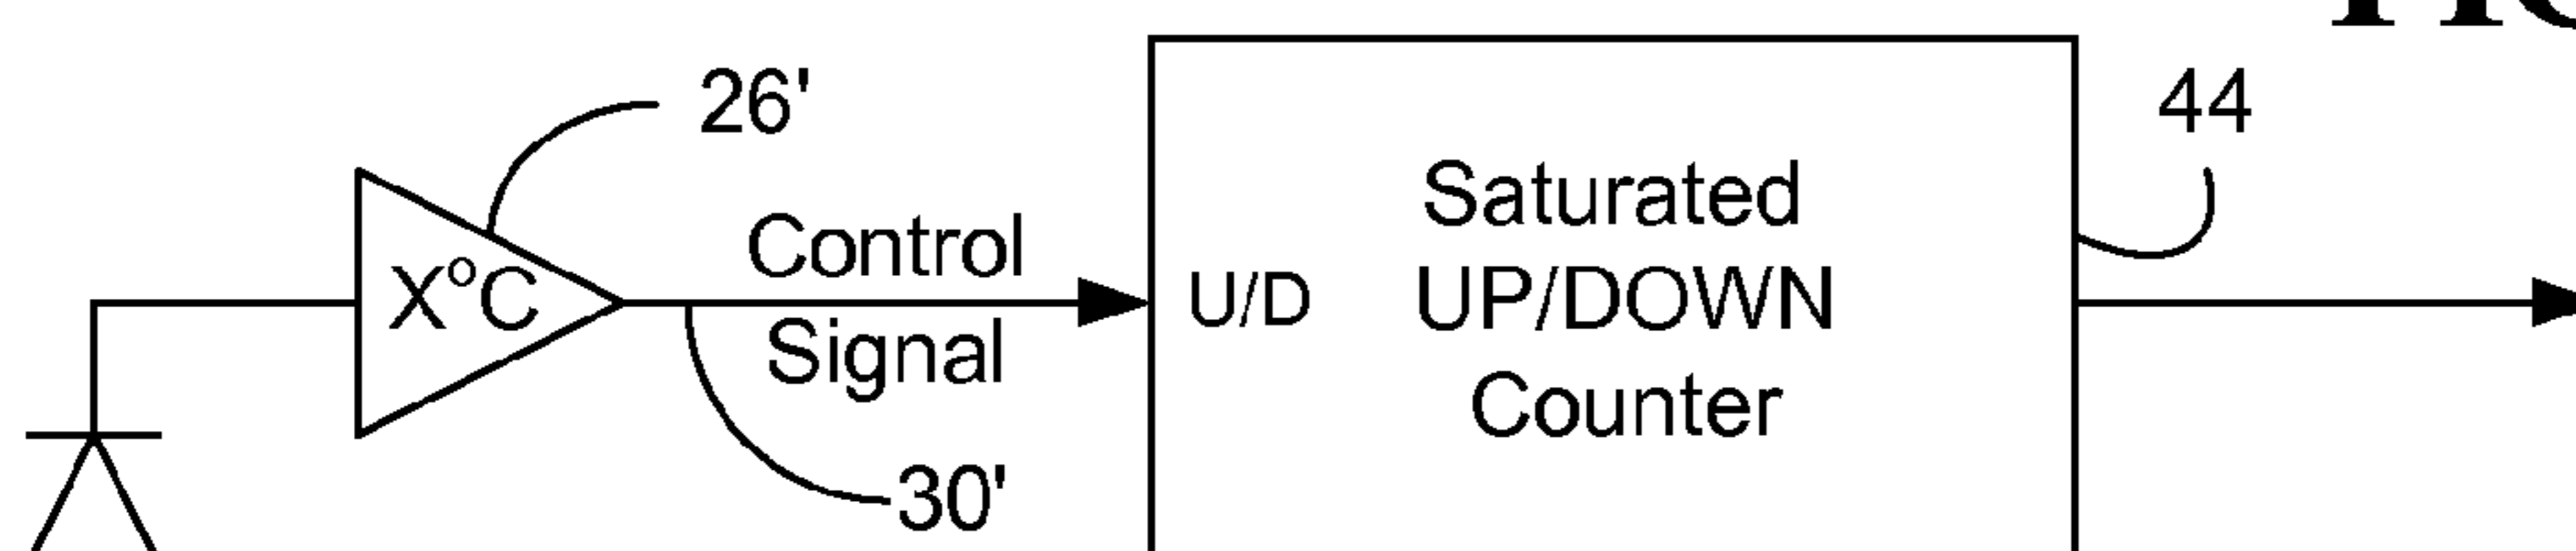 26'
44
X°C
Control
Signal
30'
U/D
Saturated
UP/DOWN
Counter